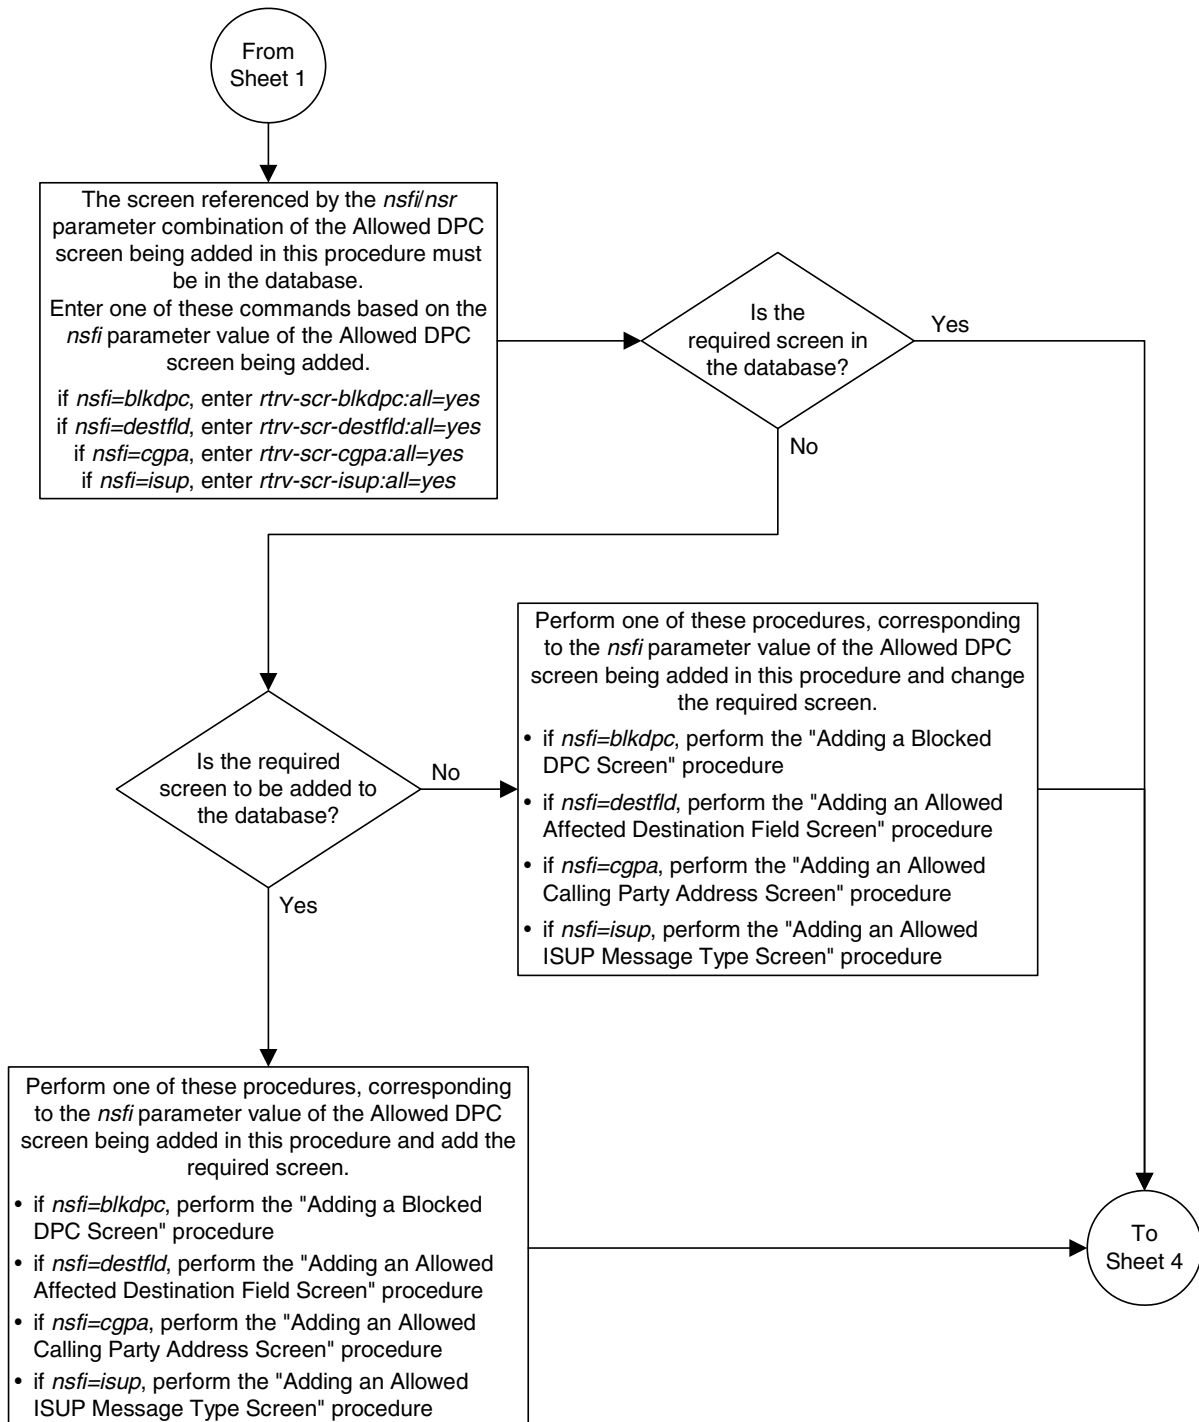 From
Sheet 1
The screen referenced by the nsfi/nsr
parameter combination of the Allowed DPC
screen being added in this procedure must
be in the database.
Enter one of these commands based on the
nsfi parameter value of the Allowed DPC
screen being added.
if nsfi=blkdpc, enter rtrv-scr-blkdpc:all=yes
if nsfi=destfld, enter rtrv-scr-destfld:all=yes
if nsfi=cgpa, enter rtrv-scr-cgpa:all=yes
if nsfi=isup, enter rtrv-scr-isup:all=yes
Is the
required screen in
the database?
Yes
No
Is the required
screen to be added to
the database?
No
Yes
Perform one of these procedures, corresponding
to the nsfi parameter value of the Allowed DPC
screen being added in this procedure and change
the required screen.
• if nsfi=blkdpc, perform the "Adding a Blocked
DPC Screen" procedure
• if nsfi=destfld, perform the "Adding an Allowed
Affected Destination Field Screen" procedure
• if nsfi=cgpa, perform the "Adding an Allowed
Calling Party Address Screen" procedure
• if nsfi=isup, perform the "Adding an Allowed
ISUP Message Type Screen" procedure
Perform one of these procedures, corresponding
to the nsfi parameter value of the Allowed DPC
screen being added in this procedure and add the
required screen.
• if nsfi=blkdpc, perform the "Adding a Blocked
DPC Screen" procedure
• if nsfi=destfld, perform the "Adding an Allowed
Affected Destination Field Screen" procedure
• if nsfi=cgpa, perform the "Adding an Allowed
Calling Party Address Screen" procedure
• if nsfi=isup, perform the "Adding an Allowed
ISUP Message Type Screen" procedure
To
Sheet 4